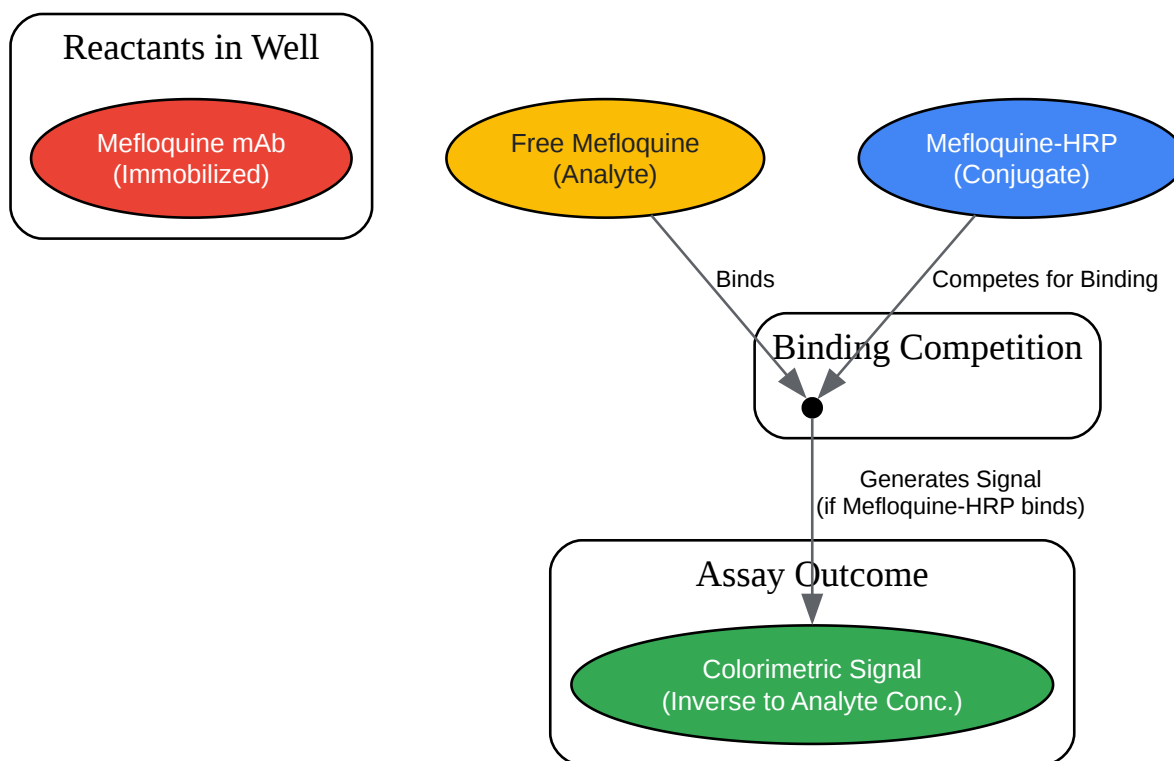 Reactants in Well
Mefloquine mAb
(Immobilized)
Free Mefloquine
(Analyte)
Mefloquine-HRP
(Conjugate)
Binds
Competes for Binding
Binding Competition
Generates Signal
(if Mefloquine-HRP binds)
Assay Outcome
Colorimetric Signal
(Inverse to Analyte Conc.)